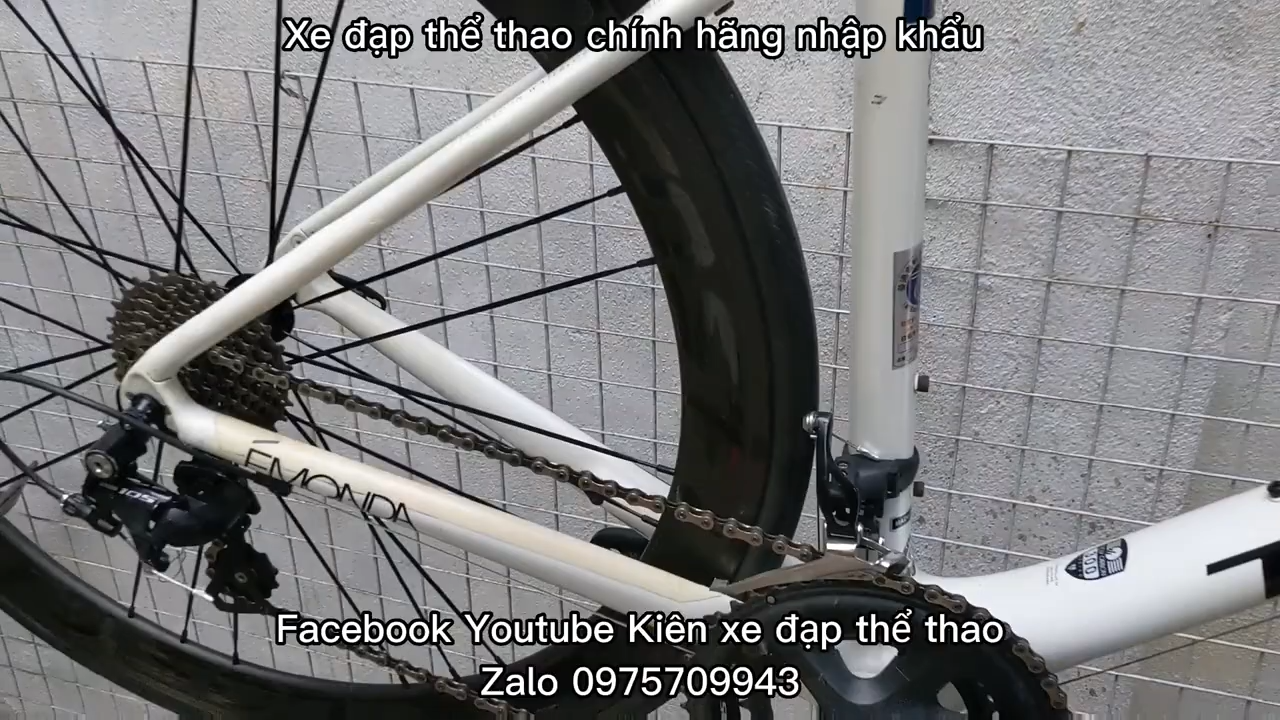 Xe đạp thể thao chính hãng nhập khẩu
105
ÉMONDA
Facebook Youtube Kiên xe đạp thể thao
Zalo 0975709943